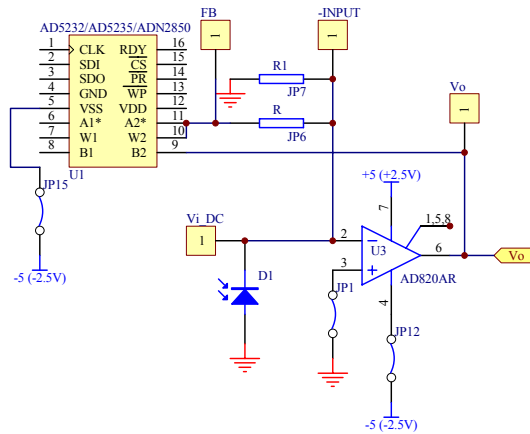 FB
-INPUT
AD5232/AD5235/ADN2850
1
1
1 CLK RDY 16
2 SDI CS 15
3 SDO PR 14
4 GND WP 13
5 VSS VDD 12
6 A1* A2* 11
7 W1 W2 10
8 B1 B2 9
U1
R1
JP7
R
JP6
Vo
1
JP15
-5 (-2.5V)
Vi_DC
1
D1
+5 (+2.5V)
7
1,5,8
2
U3
6
3
AD820AR
4
Vo
JP1
JP12
-5 (-2.5V)